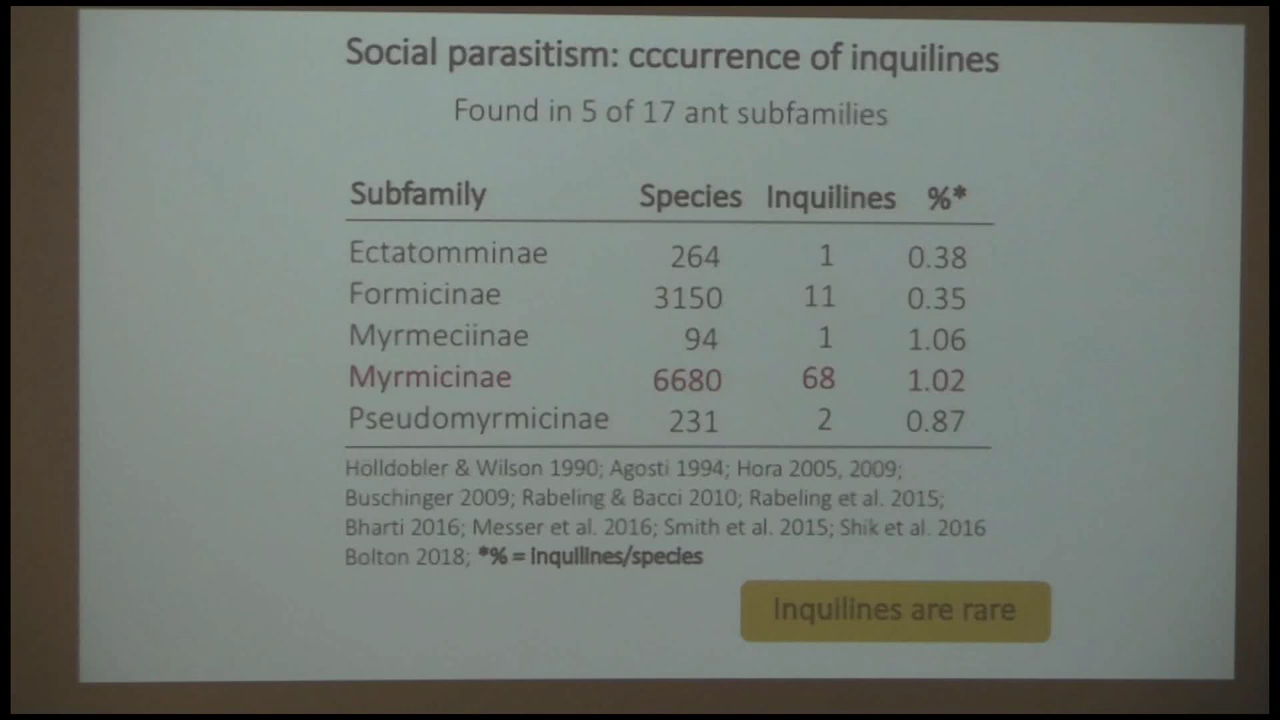 Social parasitism: cccurrence of inquilines
Found in 5 of 17 ant subfamilies
Subfamily Species Inquilines %*
Ectatomminae 264 1 0.38
Formicinae 3150 11 0.35
Myrmeciinae 94 1 1.06
Myrmicinae 6680 68 1.02
Pseudomyrmicinae 231 2 0.87
Hölldobler & Wilson 1990; Agosti 1994; Hora 2005, 2009;
Buschinger 2009; Rabeling & Bacci 2010; Rabeling et al. 2015;
Bharti 2016; Messer et al. 2016; Smith et al. 2015; Shik et al. 2016
Bolton 2018; *% = inquilines/species
Inquilines are rare